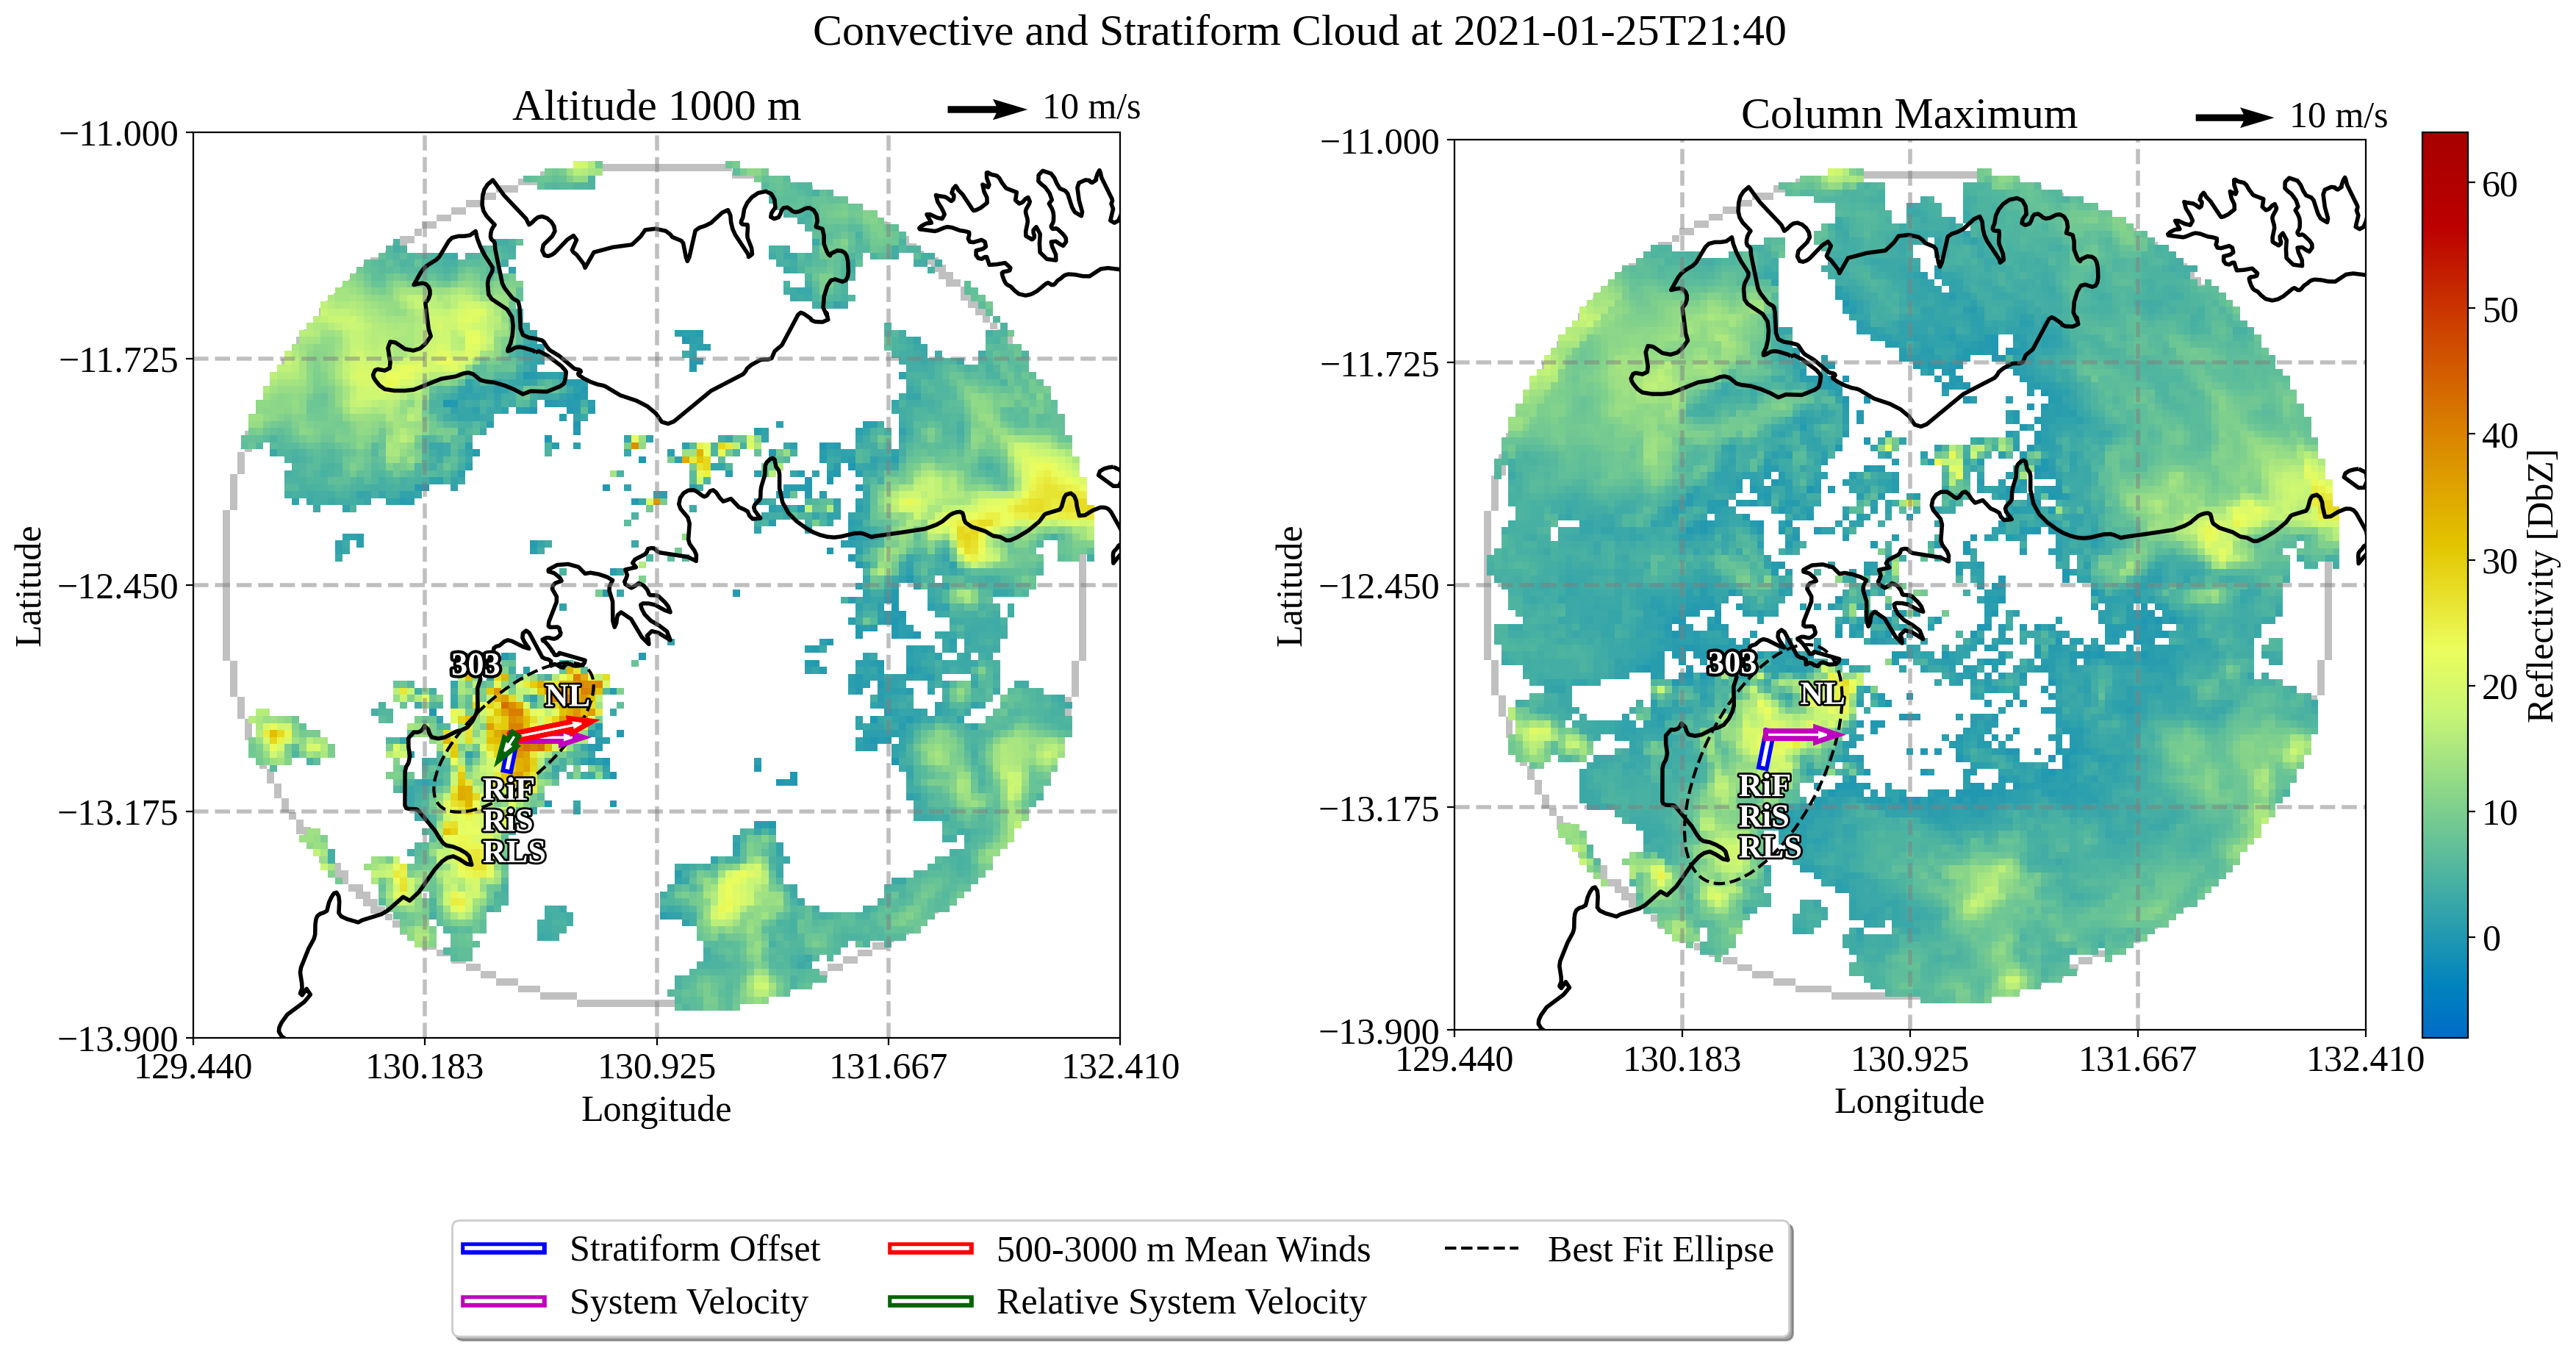 Convective and Stratiform Cloud at 2021-01-25T21:40
Altitude 1000 m
10 m/s
−11.000
−11.725
−12.450
−13.175
−13.900
Latitude
129.440
130.183
130.925
131.667
132.410
Longitude
303
NL
RiF
RiS
RLS
Column Maximum
10 m/s
−11.000
−11.725
−12.450
−13.175
−13.900
Latitude
129.440
130.183
130.925
131.667
132.410
Longitude
303
NL
RiF
RiS
RLS
60
50
40
30
20
10
0
Reflectivity [DbZ]
Stratiform Offset
500-3000 m Mean Winds
Best Fit Ellipse
System Velocity
Relative System Velocity